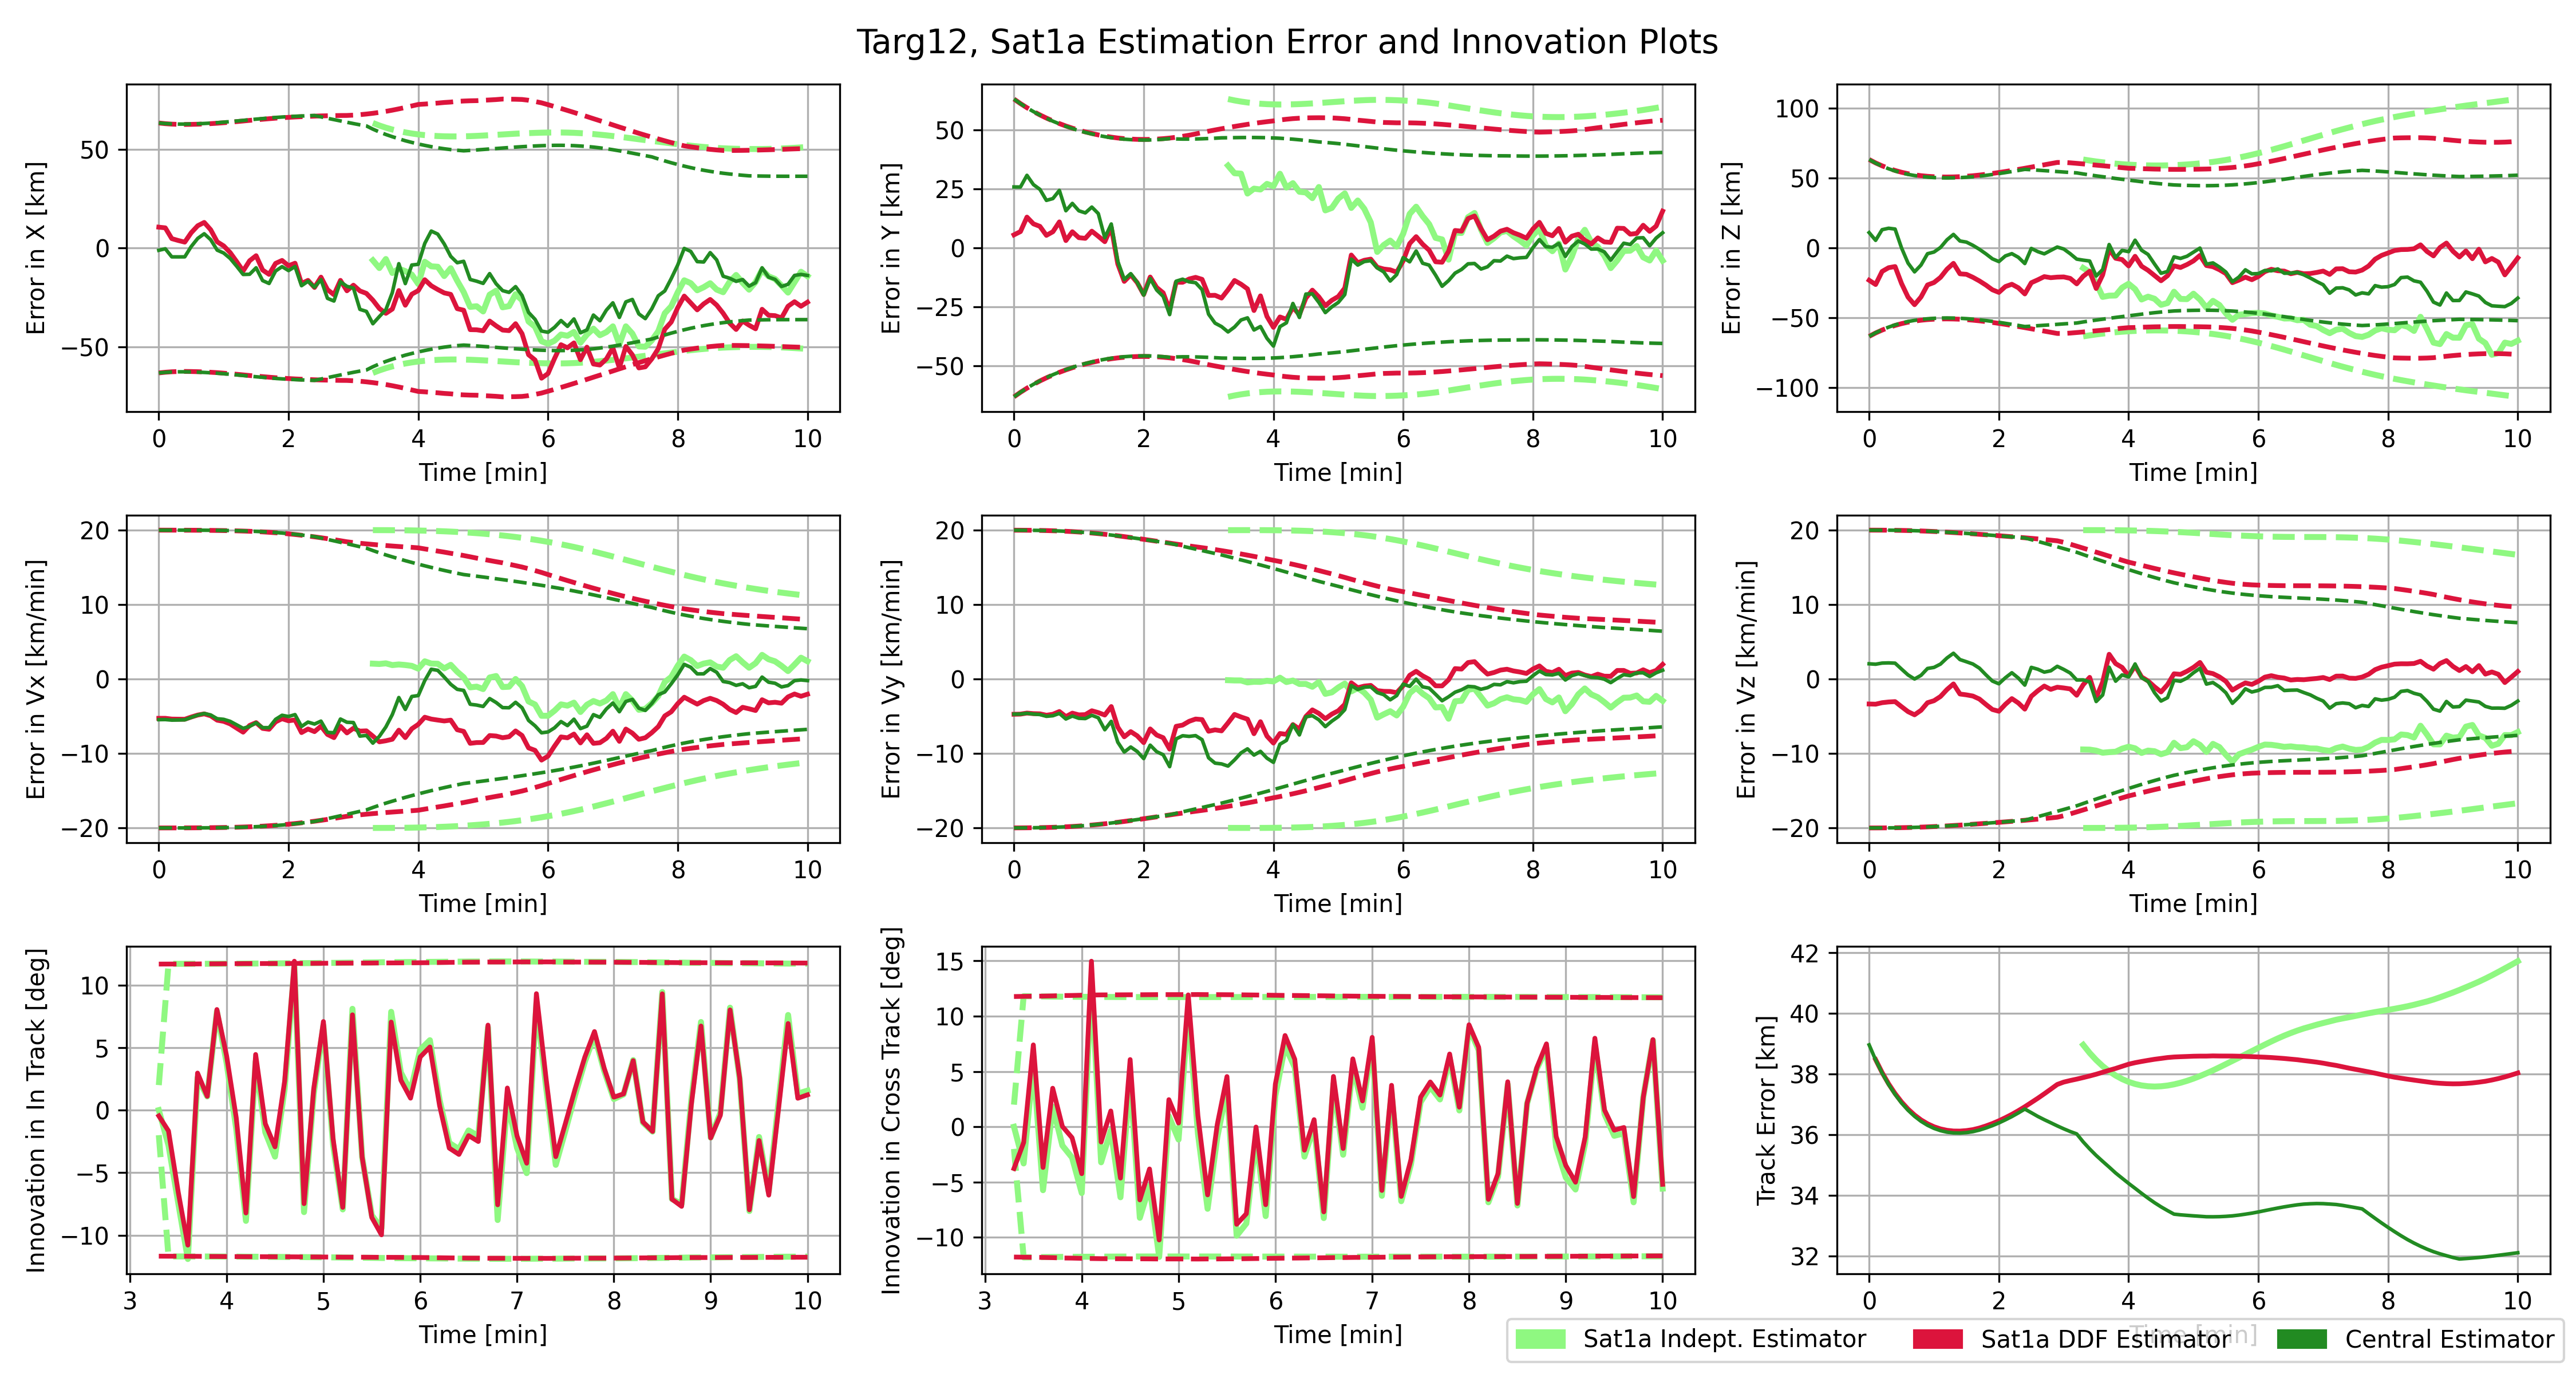 Targ12, Sat1a Estimation Error and Innovation Plots
Error in X [km]
50
0
−50
0 2 4 6 8 10
Time [min]
Error in Y [km]
50
25
0
−25
−50
0 2 4 6 8 10
Time [min]
Error in Z [km]
100
50
0
−50
−100
0 2 4 6 8 10
Time [min]
Error in Vx [km/min]
20
10
0
−10
−20
0 2 4 6 8 10
Time [min]
Error in Vy [km/min]
20
10
0
−10
−20
0 2 4 6 8 10
Time [min]
Error in Vz [km/min]
20
10
0
−10
−20
0 2 4 6 8 10
Time [min]
Innovation in In Track [deg]
10
5
0
−5
−10
3 4 5 6 7 8 9 10
Time [min]
Innovation in Cross Track [deg]
15
10
5
0
−5
−10
3 4 5 6 7 8 9 10
Time [min]
Track Error [km]
42
40
38
36
34
32
0 2 4 6 8 10
Time [min]
Sat1a Indept. Estimator Sat1a DDF Estimator Central Estimator